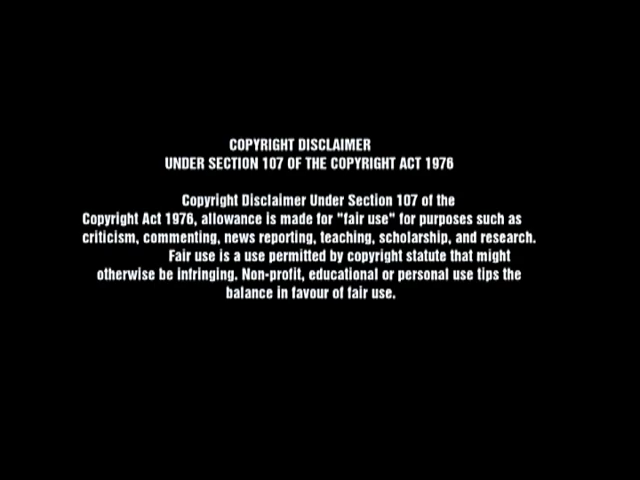 COPYRIGHT DISCLAIMER
UNDER SECTION 107 OF THE COPYRIGHT ACT 1976
Copyright Disclaimer Under Section 107 of the
Copyright Act 1976, allowance is made for "fair use" for purposes such as
criticism, commenting, news reporting, teaching, scholarship, and research.
Fair use is a use permitted by copyright statute that might
otherwise be infringing. Non-profit, educational or personal use tips the
balance in favour of fair use.